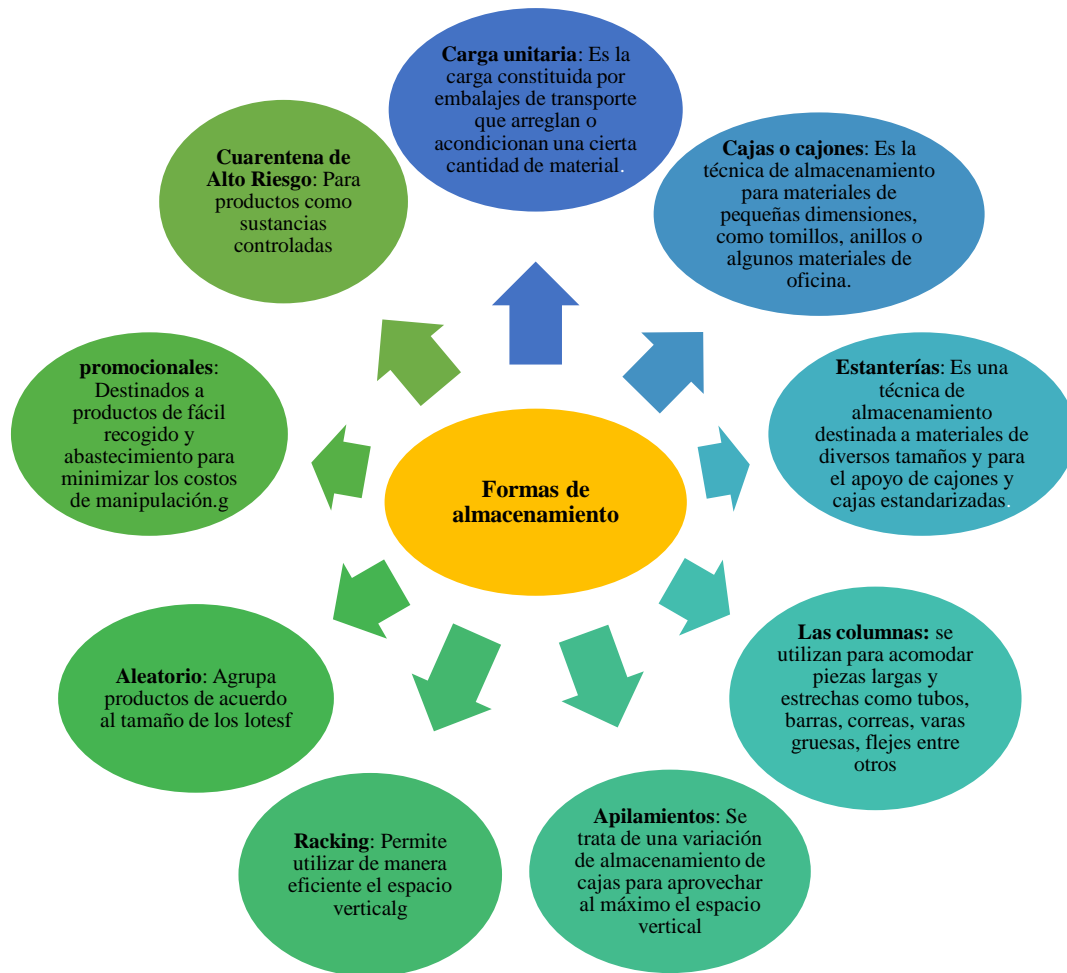 Carga unitaria: Es la
carga constituida por
embalajes de transporte
que arreglan o
acondicionan una cierta
cantidad de material.
Cajas o cajones: Es la
técnica de almacenamiento
para materiales de
pequeñas dimensiones,
como tomillos, anillos o
algunos materiales de
oficina.
Estanterías: Es una
técnica de
almacenamiento
destinada a materiales de
diversos tamaños y para
el apoyo de cajones y
cajas estandarizadas.
Las columnas: se
utilizan para acomodar
piezas largas y
estrechas como tubos,
barras, correas, varas
gruesas, flejes entre
otros
Apilamientos: Se
trata de una variación
de almacenamiento de
cajas para aprovechar
al máximo el espacio
vertical
Racking: Permite
utilizar de manera
eficiente el espacio
verticalg
Aleatorio: Agrupa
productos de acuerdo
al tamaño de los lotesf
promocionales:
Destinados a
productos de fácil
recogido y
abastecimiento para
minimizar los costos
de manipulación.g
Cuarentena de
Alto Riesgo: Para
productos como
sustancias
controladas
Formas de
almacenamiento